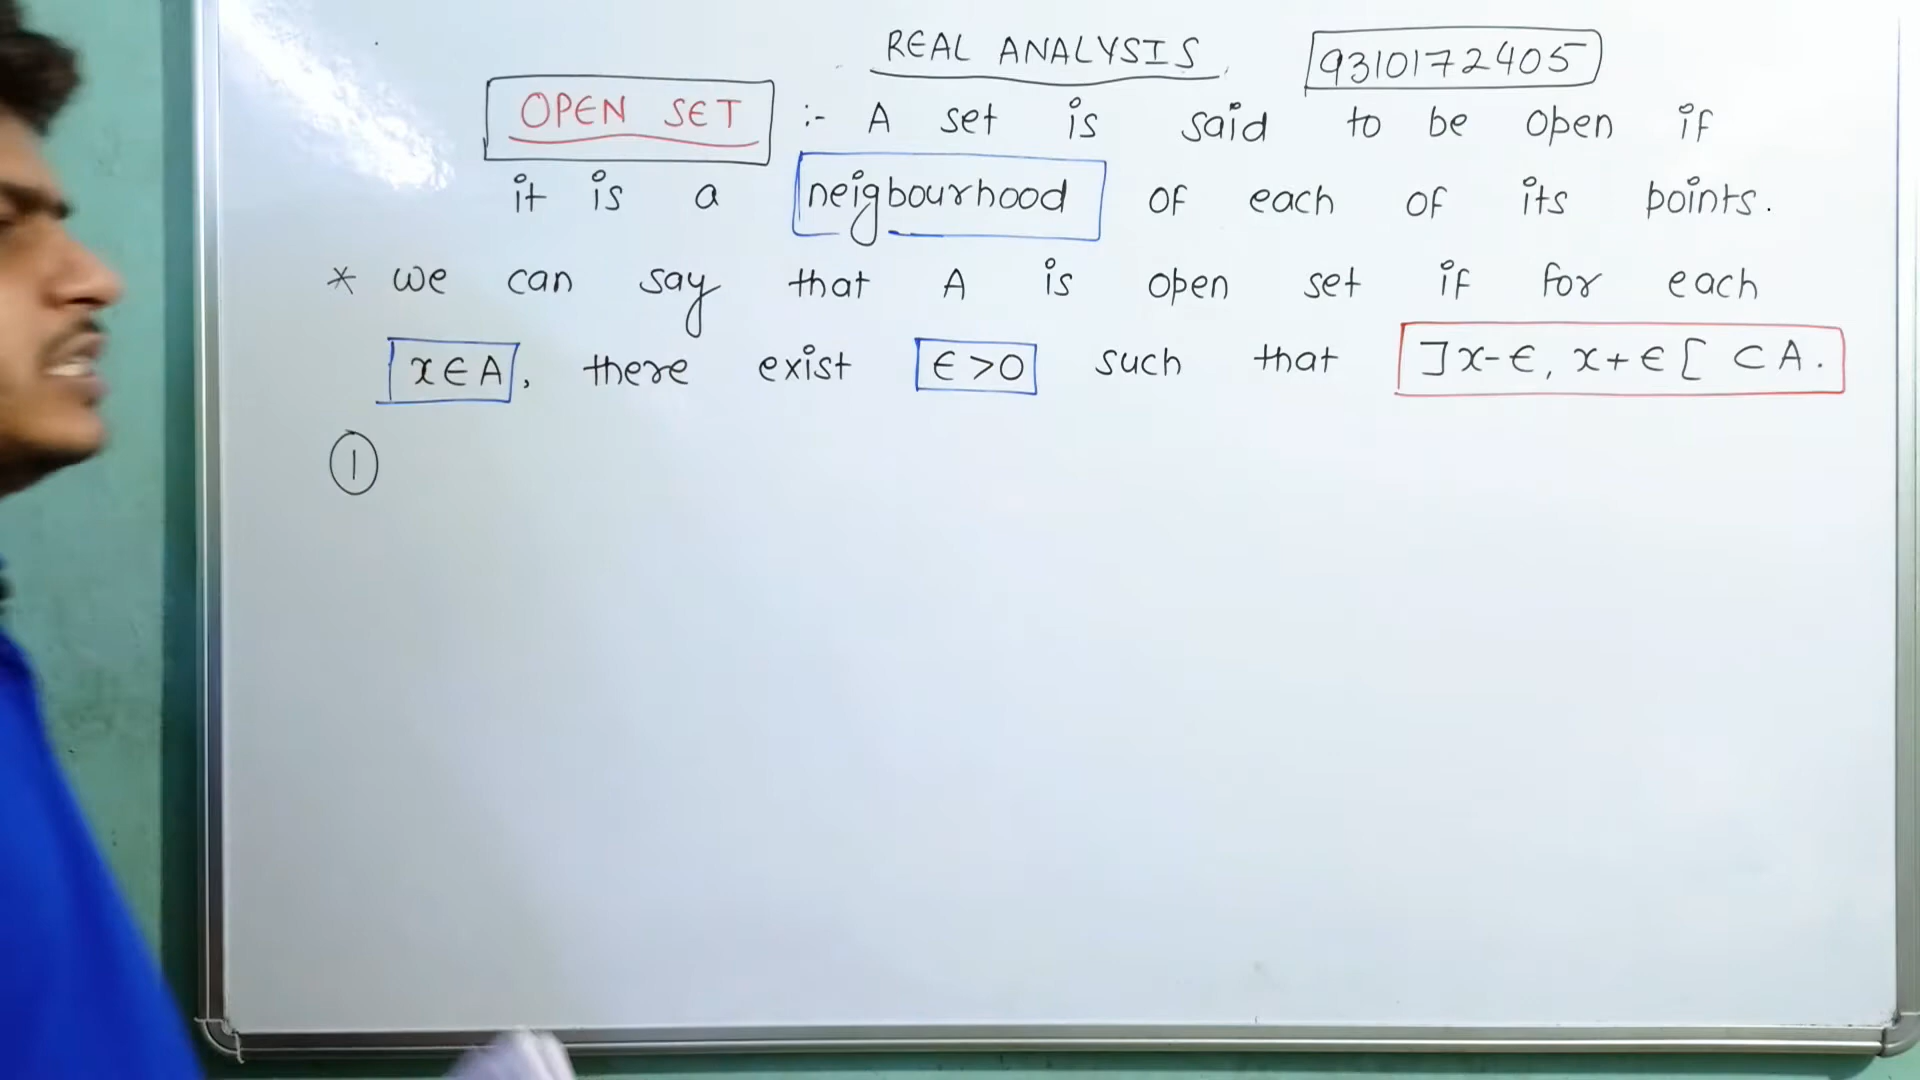 REAL ANALYSIS 9310172405
OPEN SET :- A set is said to be open if
it is a neigbourhood of each of its points.
* we can say that A is open set if for each
x∈A, there exist ∈>0 such that ]x-∈, x+∈[ ⊂A.
①